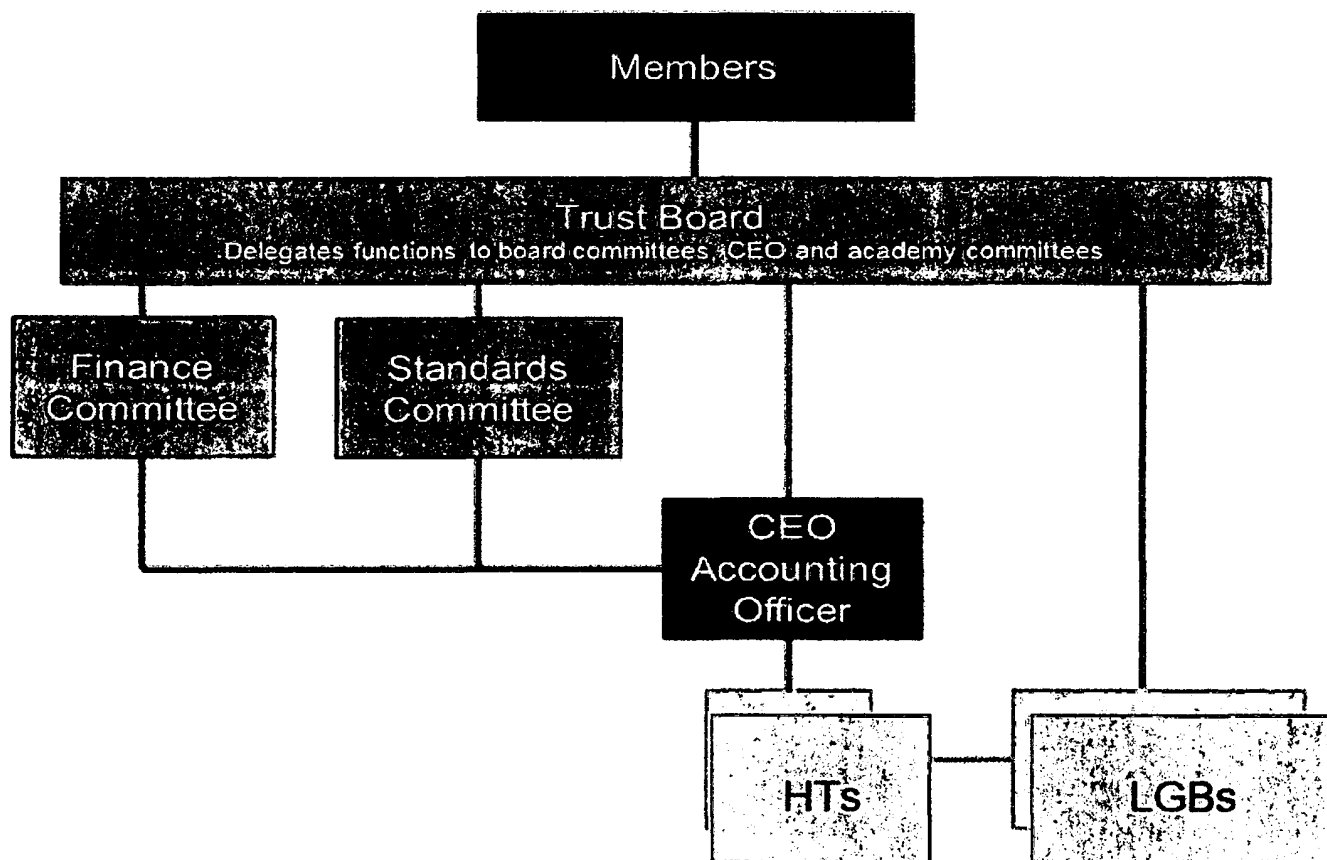 Members
Trust Board
Delegates functions to board committees, CEO and academy committees
Finance
Committee
Standards
Committee
CEO
Accounting
Officer
HTs
LGBs